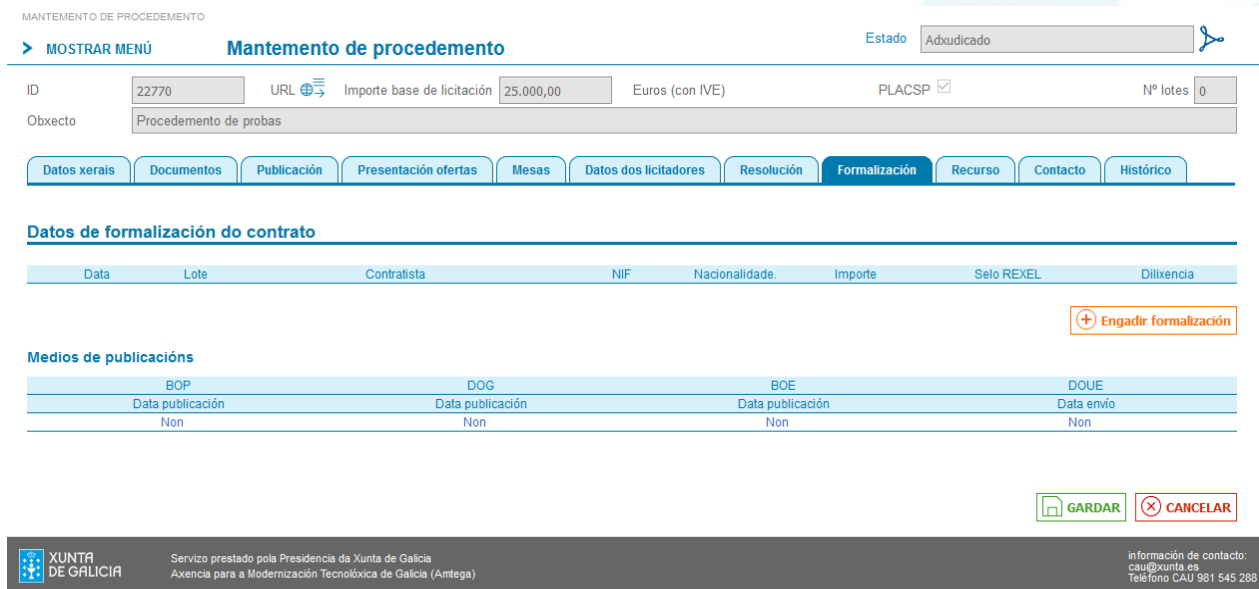 MANTEMENTO DE PROCEDEMENTO
MOSTRAR MENÚ Mantemento de procedemento Estado Adxudicado
ID 22770 URL Importe base de licitación 25.000,00 Euros (con IVE) PLACSP Nº lotes 0
Obxecto Procedemento de probas
Datos xerais Documentos Publicación Presentación ofertas Mesas Datos dos licitadores Resolución Formalización Recurso Contacto Histórico
Datos de formalización do contrato
Data Lote Contratista NIF Nacionalidade. Importe Selo REXEL Dilixencia
Engadir formalización
Medios de publicacións
BOP DOG BOE DOUE
Data publicación Data publicación Data publicación Data envío
Non Non Non Non
GARDAR CANCELAR
XUNTA DE GALICIA
Servizo prestado pola Presidencia da Xunta de Galicia
Axencia para a Modernización Tecnolóxica de Galicia (Amtega)
información de contacto:
cau@xunta.es
Teléfono CAU 981 545 288